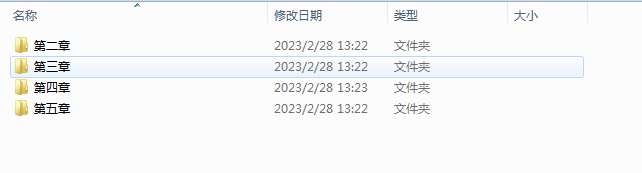 名称 修改日期 类型 大小
第二章 2023/2/28 13:22 文件夹
第三章 2023/2/28 13:22 文件夹
第四章 2023/2/28 13:23 文件夹
第五章 2023/2/28 13:22 文件夹